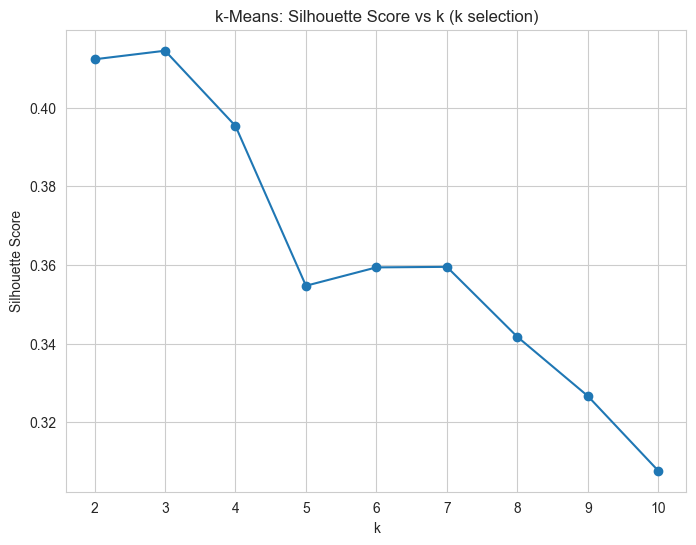 k-Means: Silhouette Score vs k (k selection)
Silhouette Score
0.40
0.38
0.36
0.34
0.32
2 3 4 5 6 7 8 9 10
k